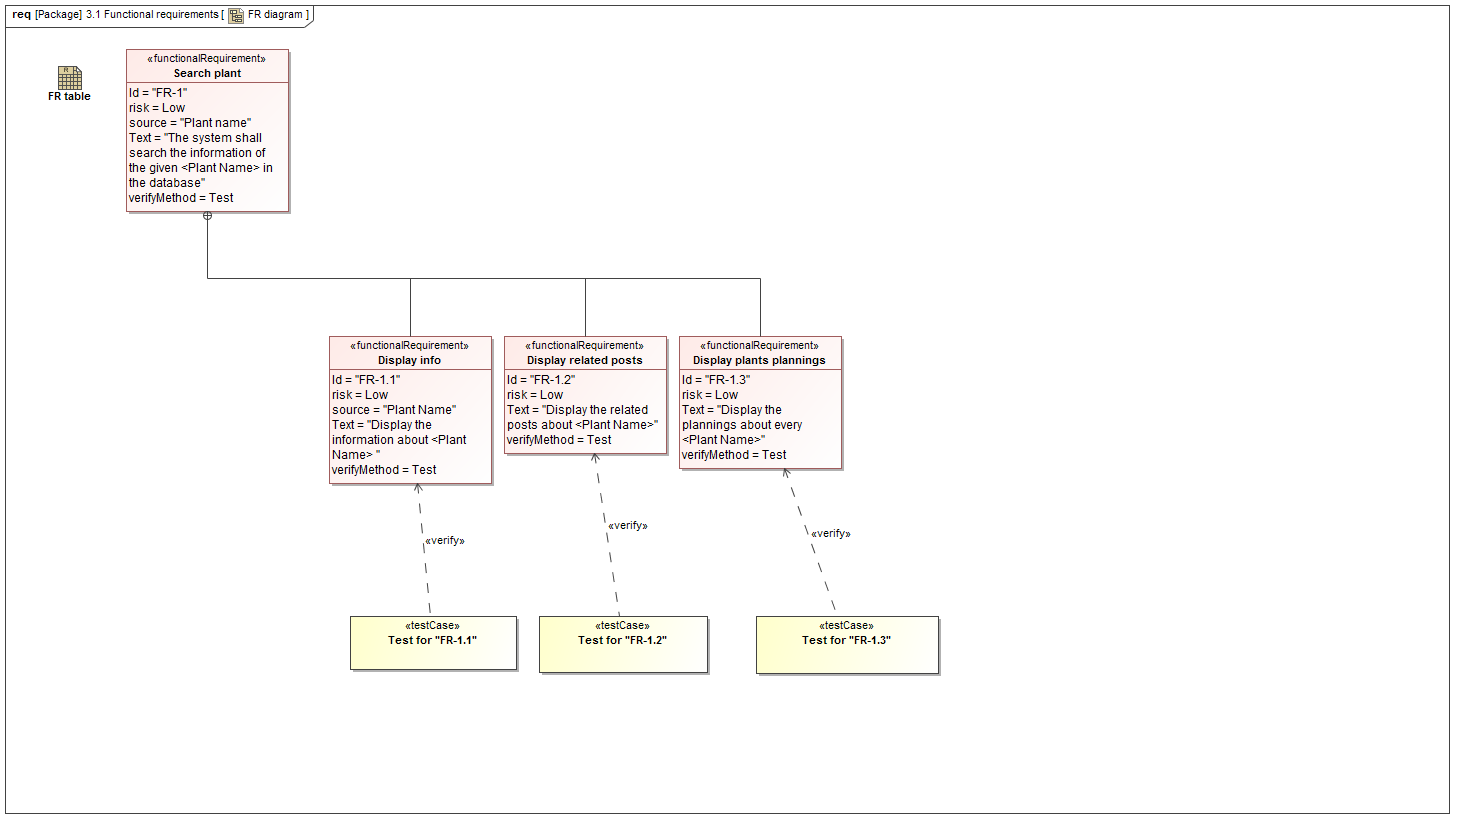 req [Package] 3.1 Functional requirements [ FR diagram ]
FR table
«functionalRequirement»
Search plant
Id = "FR-1"
risk = Low
source = "Plant name"
Text = "The system shall
search the information of
the given <Plant Name> in
the database"
verifyMethod = Test
«functionalRequirement»
Display info
Id = "FR-1.1"
risk = Low
source = "Plant Name"
Text = "Display the
information about <Plant
Name> "
verifyMethod = Test
«functionalRequirement»
Display related posts
Id = "FR-1.2"
risk = Low
Text = "Display the related
posts about <Plant Name>"
verifyMethod = Test
«functionalRequirement»
Display plants plannings
Id = "FR-1.3"
risk = Low
Text = "Display the
plannings about every
<Plant Name>"
verifyMethod = Test
«verify»
«verify»
«verify»
«testCase»
Test for "FR-1.1"
«testCase»
Test for "FR-1.2"
«testCase»
Test for "FR-1.3"